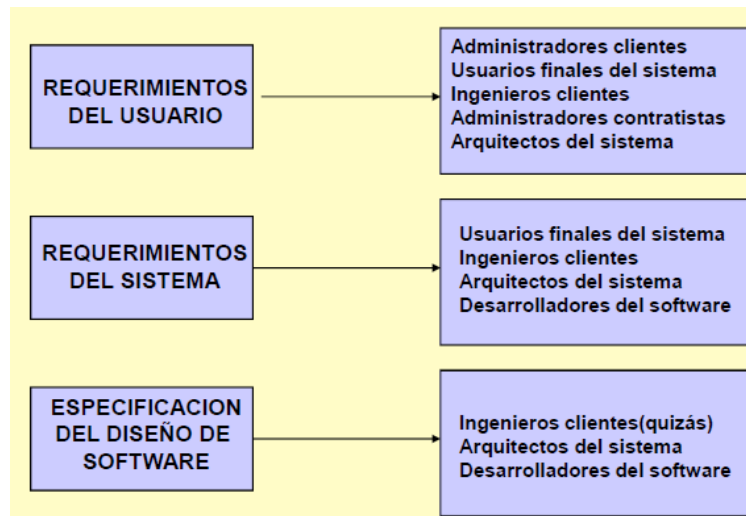 REQUERIMIENTOS
DEL USUARIO
Administradores clientes
Usuarios finales del sistema
Ingenieros clientes
Administradores contratistas
Arquitectos del sistema
REQUERIMIENTOS
DEL SISTEMA
Usuarios finales del sistema
Ingenieros clientes
Arquitectos del sistema
Desarrolladores del software
ESPECIFICACION
DEL DISEÑO DE
SOFTWARE
Ingenieros clientes(quizás)
Arquitectos del sistema
Desarrolladores del software